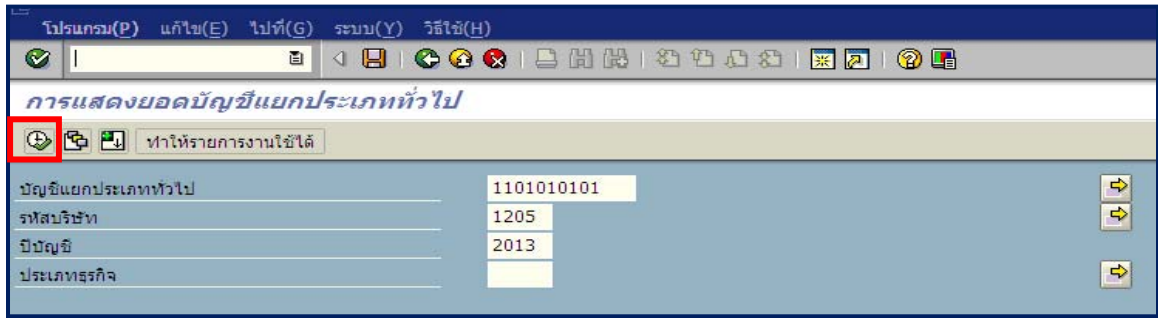 โปรแกรม(P) แก้ไข(E) ไปที่(G) ระบบ(Y) วิธีใช้(H)
การแสดงยอดบัญชีแยกประเภททั่วไป
ทำให้รายการงานใช้ได้
บัญชีแยกประเภททั่วไป 1101010101
รหัสบริษัท 1205
ปีบัญชี 2013
ประเภทธุรกิจ